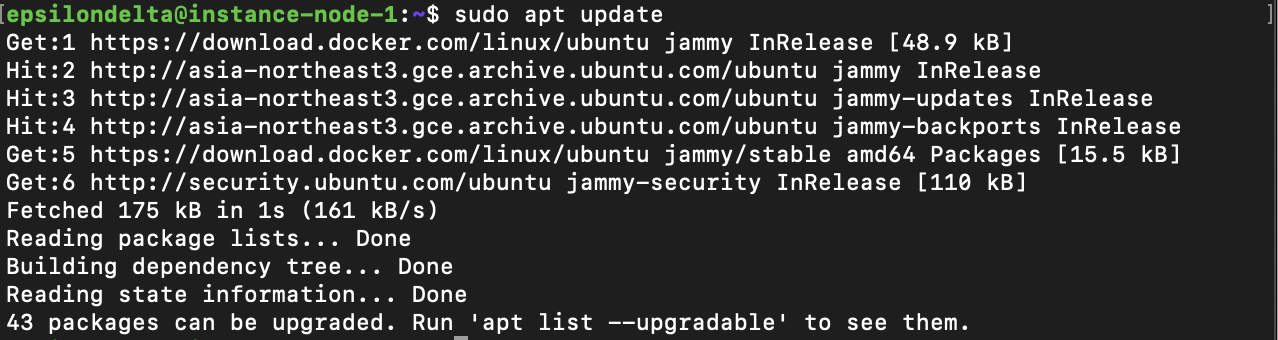 [epsilondelta@instance-node-1:~$ sudo apt update ]
Get:1 https://download.docker.com/linux/ubuntu jammy InRelease [48.9 kB]
Hit:2 http://asia-northeast3.gce.archive.ubuntu.com/ubuntu jammy InRelease
Hit:3 http://asia-northeast3.gce.archive.ubuntu.com/ubuntu jammy-updates InRelease
Hit:4 http://asia-northeast3.gce.archive.ubuntu.com/ubuntu jammy-backports InRelease
Get:5 https://download.docker.com/linux/ubuntu jammy/stable amd64 Packages [15.5 kB]
Get:6 http://security.ubuntu.com/ubuntu jammy-security InRelease [110 kB]
Fetched 175 kB in 1s (161 kB/s)
Reading package lists... Done
Building dependency tree... Done
Reading state information... Done
43 packages can be upgraded. Run 'apt list --upgradable' to see them.